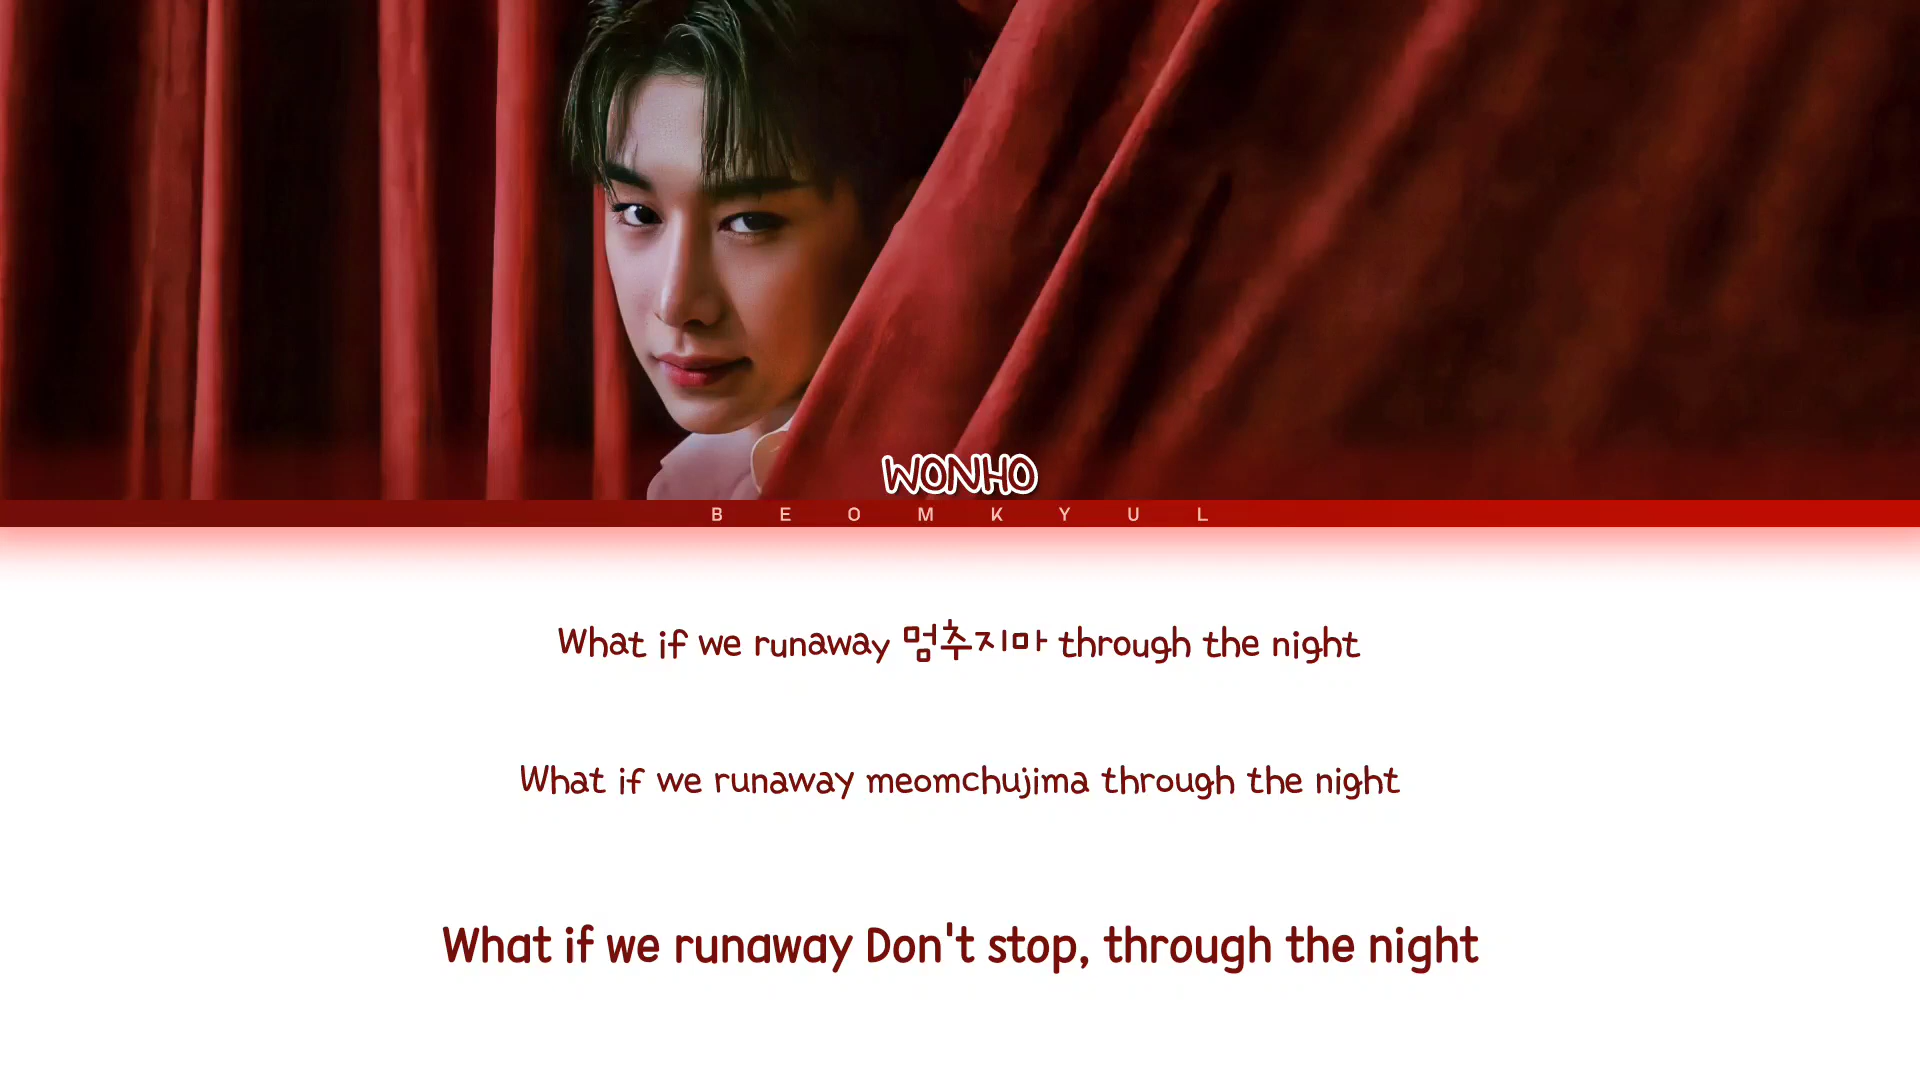 WONHO
BEOMKYUL
What if we runaway 멈추지마 through the night
What if we runaway meomchujima through the night
What if we runaway Don't stop, through the night